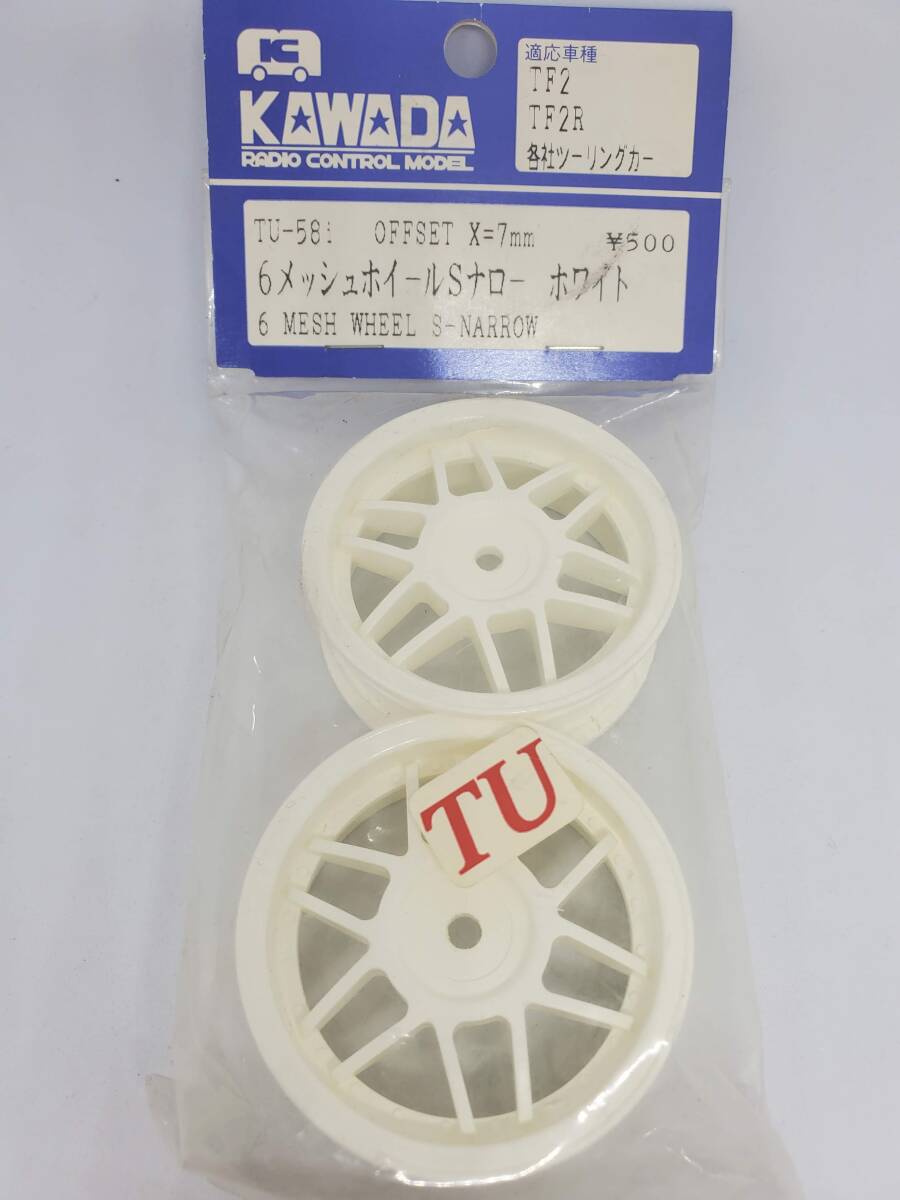 KAWADA
RADIO CONTROL MODEL
適応車種
TF2
TF2R
各社ツーリングカー
OFFSET X=7mm ¥500
6メッシュホイールSナロー ホワイト
6 MESH WHEEL S-NARROW
TU